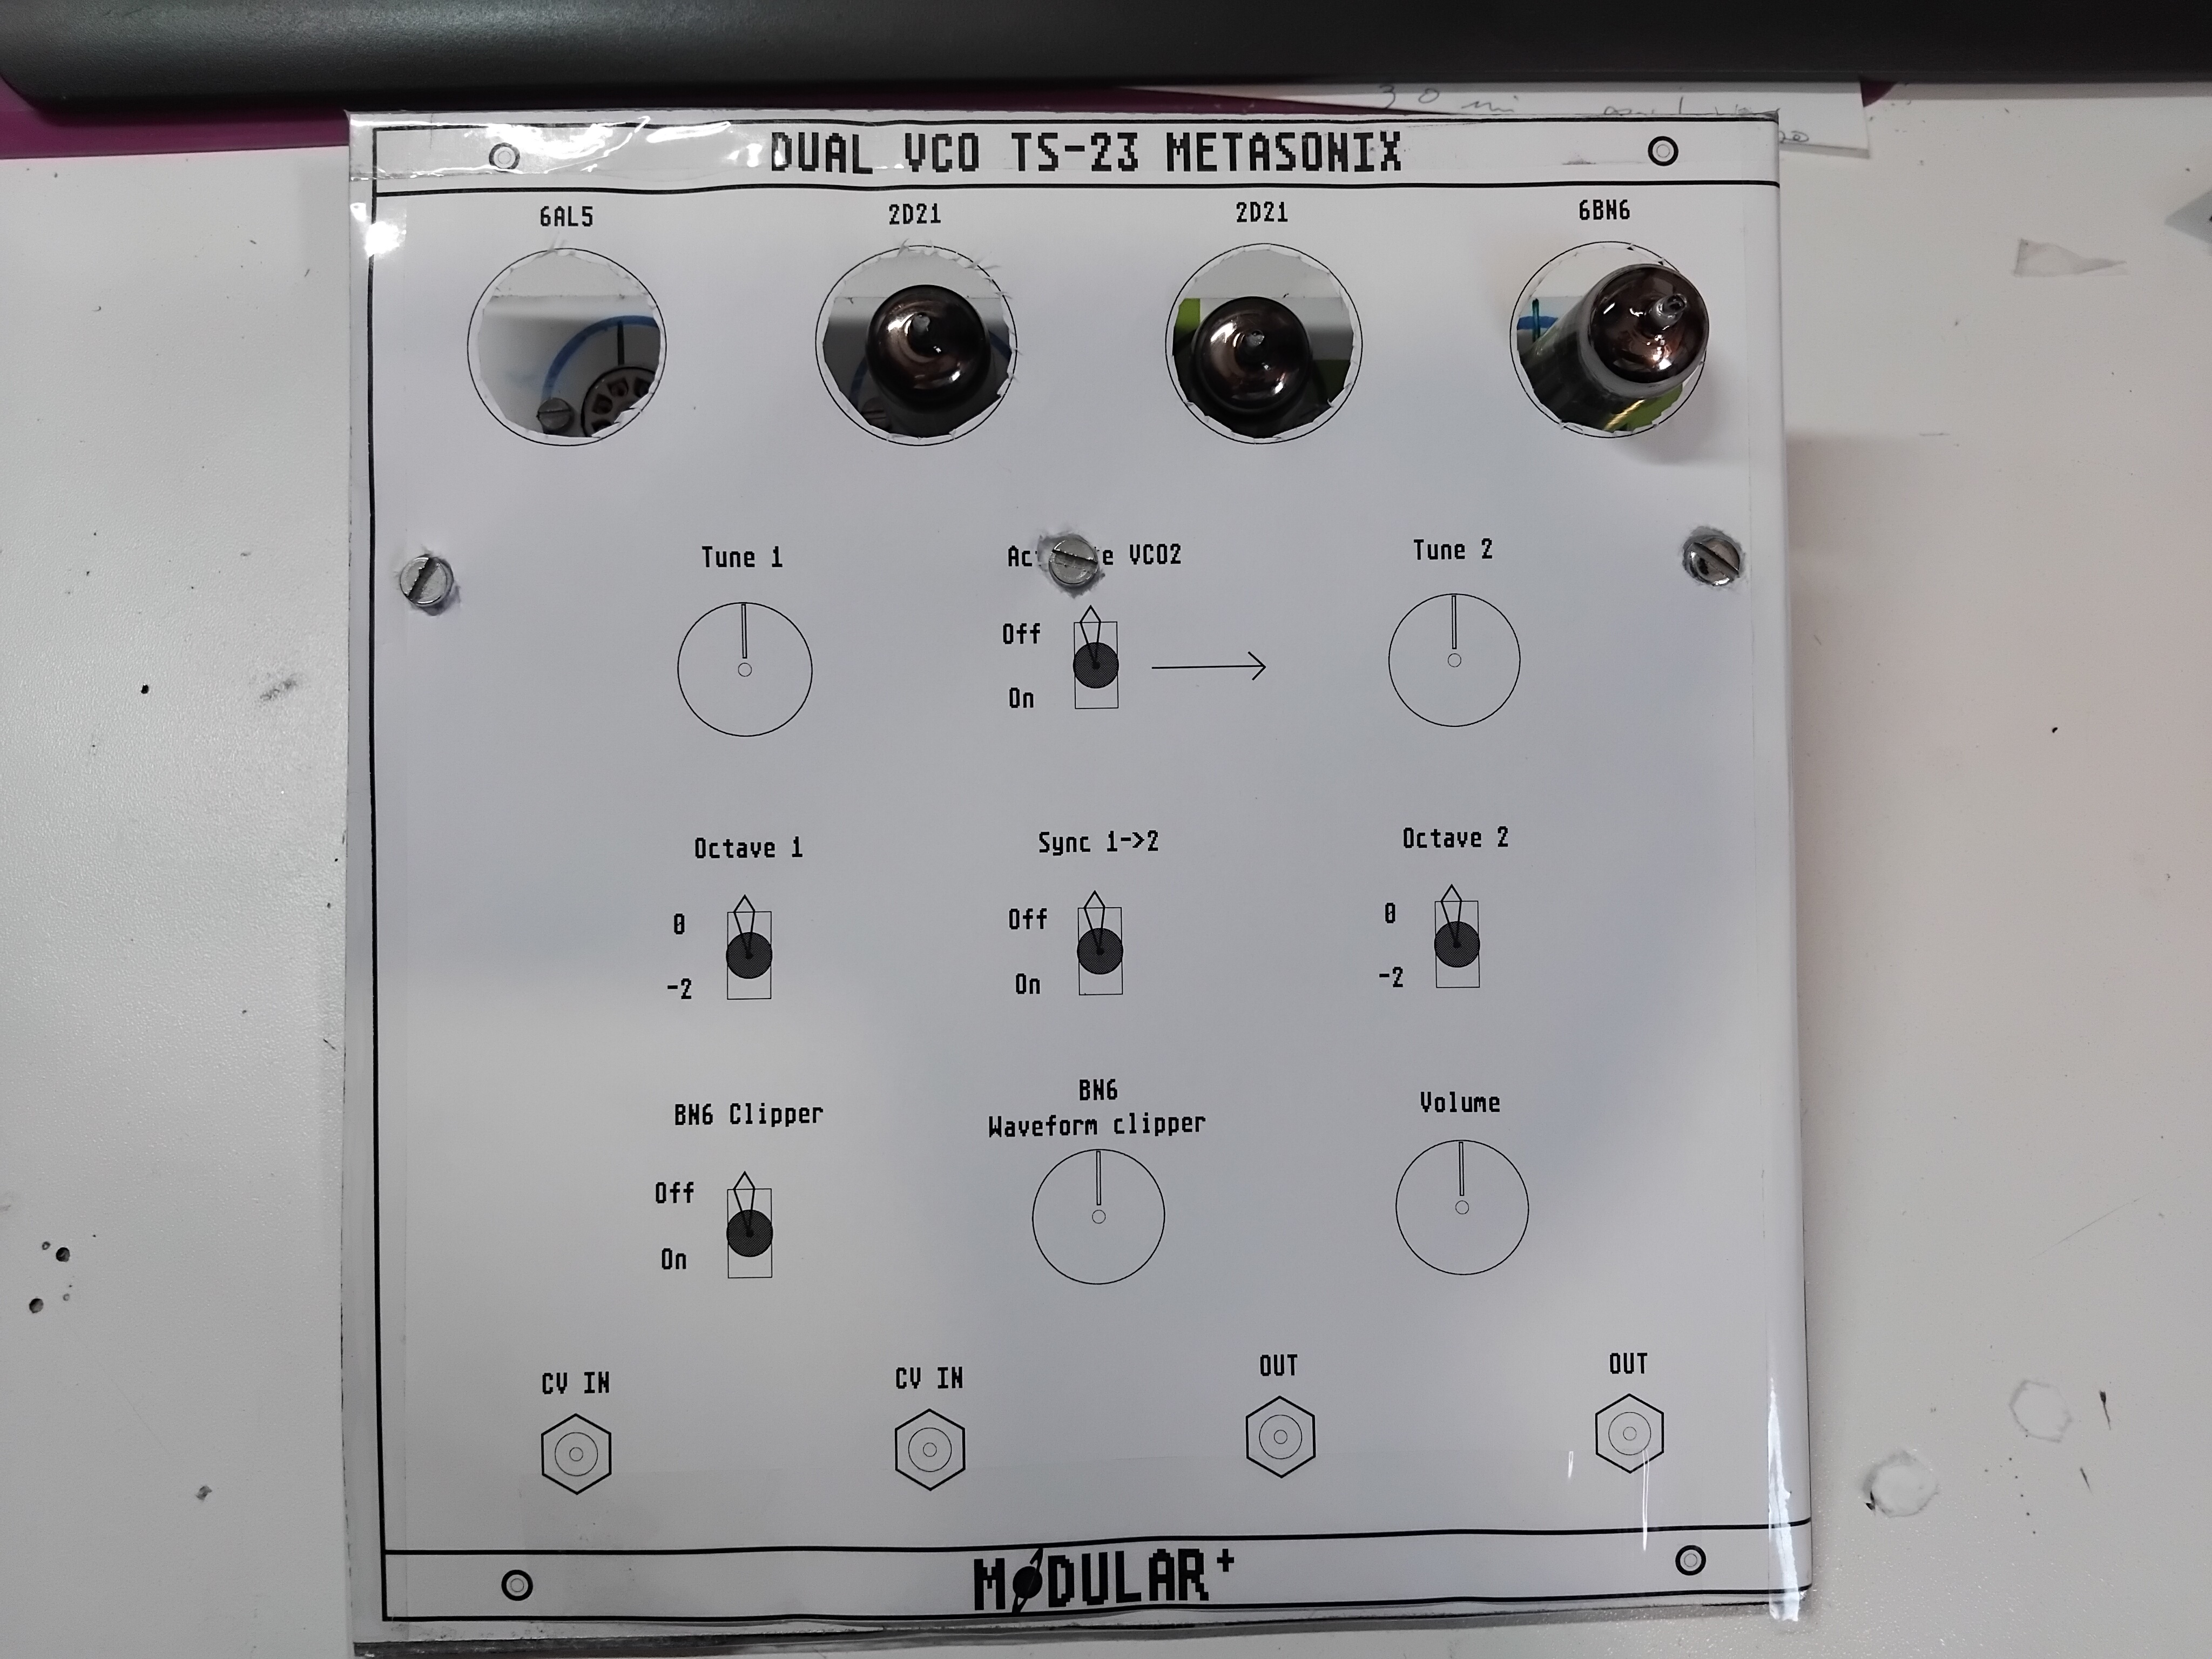 30 min
DUAL VCO TS-23 METASONIX
6AL5 2D21 2D21 6BN6
Tune 1 VCO2 Tune 2
Off
On
Octave 1 Sync 1->2 Octave 2
0 Off 0
-2 On -2
BN6 Clipper BN6 Volume
Waveform clipper
Off
On
CV IN CV IN OUT OUT
MODULAR+